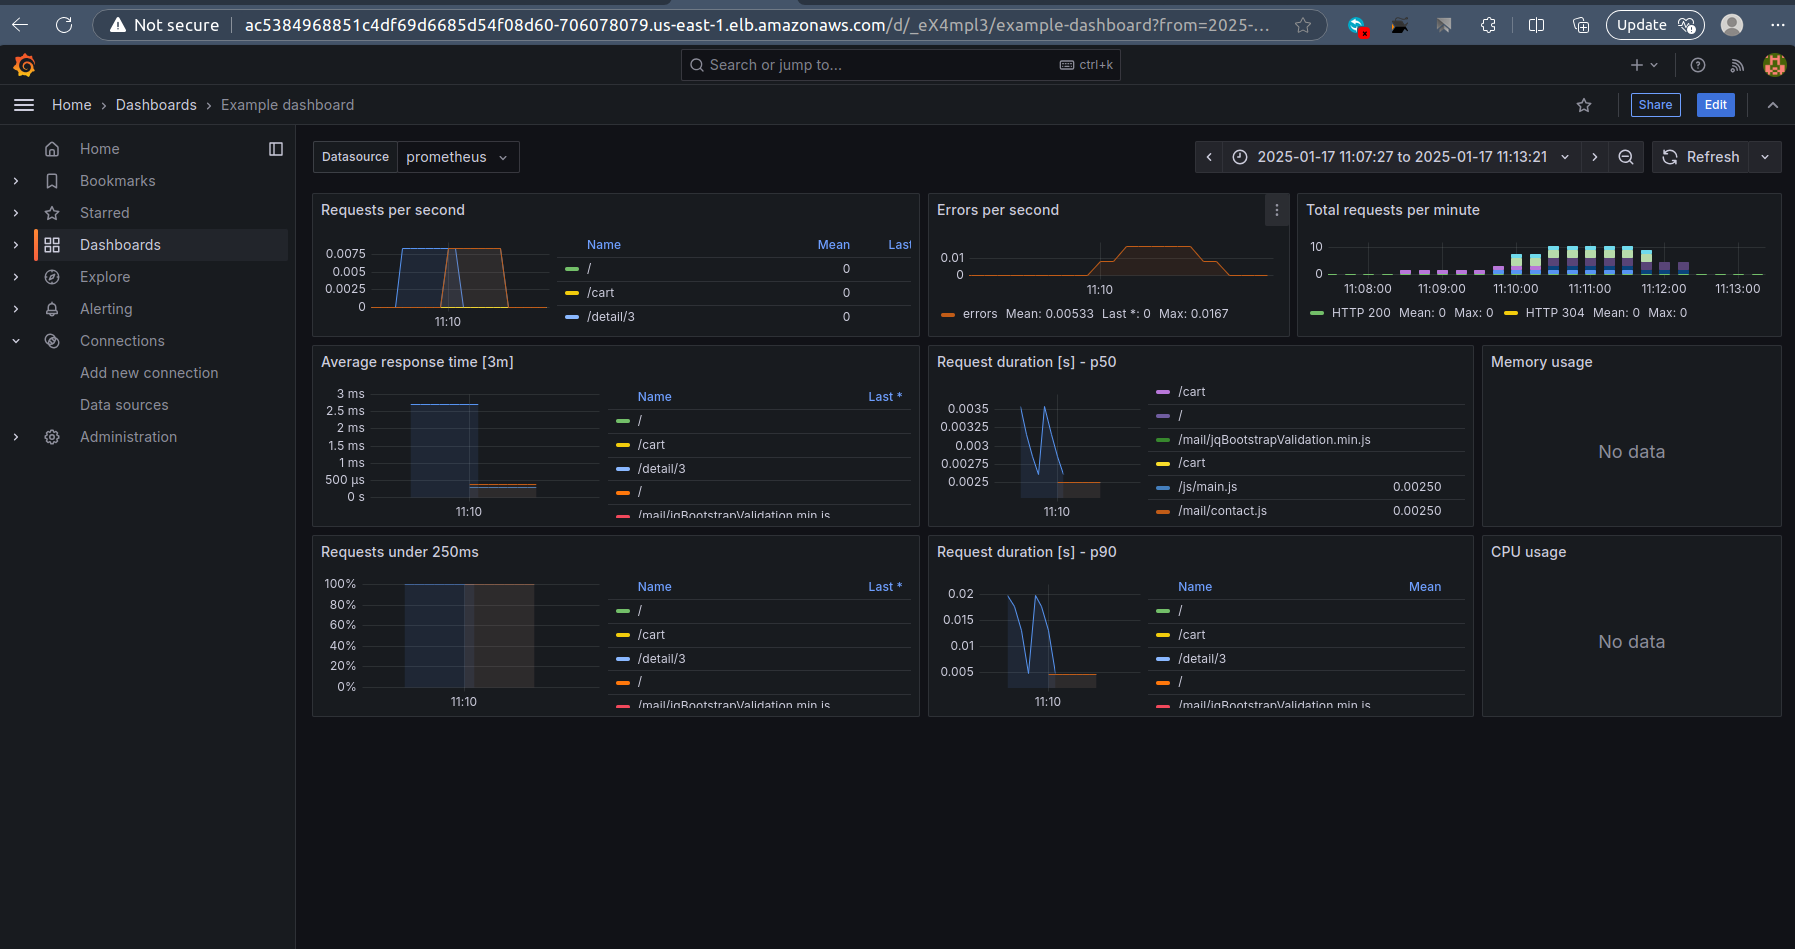 Not secure
ac5384968851c4df69d6685d54f08d60-706078079.us-east-1.elb.amazonaws.com/d/_eX4mpl3/example-dashboard?from=2025-...
Update
Search or jump to...
ctrl+k
Home › Dashboards › Example dashboard
Share
Edit
Home
Bookmarks
Starred
Dashboards
Explore
Alerting
Connections
Add new connection
Data sources
Administration
Datasource
prometheus
2025-01-17 11:07:27 to 2025-01-17 11:13:21
Refresh
Requests per second
0.0075
0.005
0.0025
0
11:10
Name Mean Last
/ 0
/cart 0
/detail/3 0
Errors per second
0.01
0
11:10
errors Mean: 0.00533 Last *: 0 Max: 0.0167
Total requests per minute
10
0
11:08:00 11:09:00 11:10:00 11:11:00 11:12:00 11:13:00
HTTP 200 Mean: 0 Max: 0 HTTP 304 Mean: 0 Max: 0
Average response time [3m]
3 ms
2.5 ms
2 ms
1.5 ms
1 ms
500 µs
0 s
11:10
Name Last *
/
/cart
/detail/3
/
/mail/jqBootstrapValidation.min.js
Request duration [s] - p50
0.0035
0.00325
0.003
0.00275
0.0025
11:10
/cart
/
/mail/jqBootstrapValidation.min.js
/cart
/js/main.js 0.00250
/mail/contact.js 0.00250
Memory usage
No data
Requests under 250ms
100%
80%
60%
40%
20%
0%
11:10
Name Last *
/
/cart
/detail/3
/
/mail/jqBootstrapValidation.min.js
Request duration [s] - p90
0.02
0.015
0.01
0.005
11:10
Name Mean
/
/cart
/detail/3
/
/mail/jqBootstrapValidation.min.js
CPU usage
No data